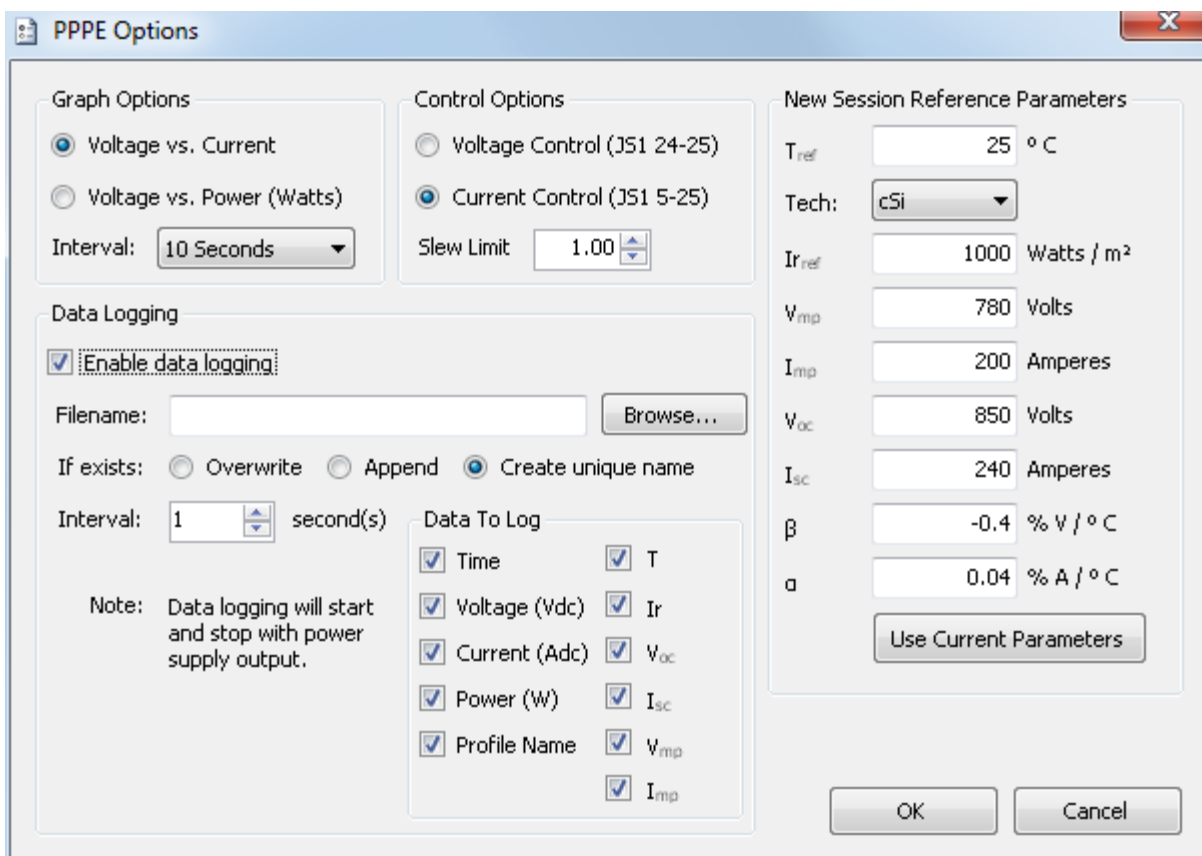 PPPE Options
X
Graph Options
Voltage vs. Current
Voltage vs. Power (Watts)
Interval: 10 Seconds
Control Options
Voltage Control (JS1 24-25)
Current Control (JS1 5-25)
Slew Limit 1.00
Data Logging
Enable data logging
Filename: Browse...
If exists: Overwrite Append Create unique name
Interval: 1 second(s)
Note: Data logging will start
and stop with power
supply output.
Data To Log
Time T
Voltage (Vdc) Ir
Current (Adc) Voc
Power (W) Isc
Profile Name Vmp
Imp
New Session Reference Parameters
Tref 25 º C
Tech: cSi
Irref 1000 Watts / m²
Vmp 780 Volts
Imp 200 Amperes
Voc 850 Volts
Isc 240 Amperes
β -0.4 % V / º C
α 0.04 % A / º C
Use Current Parameters
OK Cancel